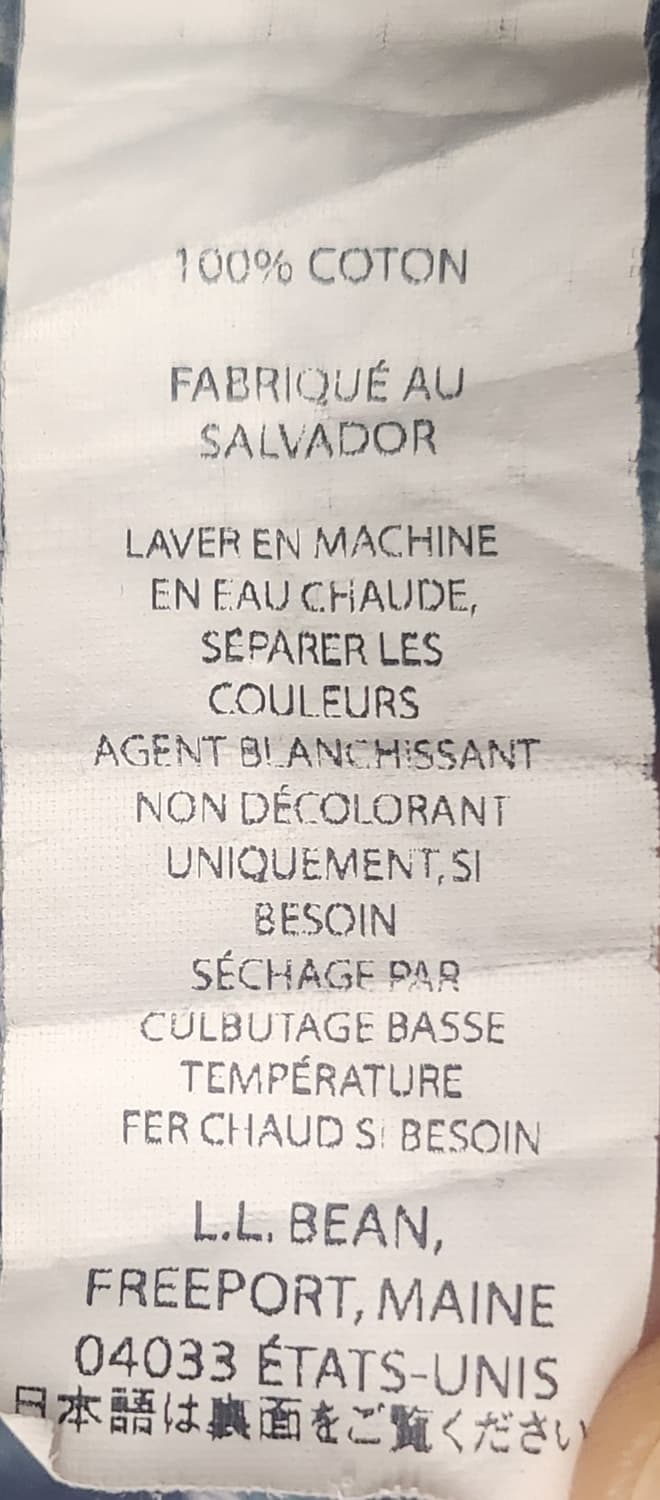 100% COTON
FABRIQUÉ AU
SALVADOR
LAVER EN MACHINE
EN EAU CHAUDE,
SÉPARER LES
COULEURS
AGENT BLANCHISSANT
NON DÉCOLORANT
UNIQUEMENT, SI
BESOIN
SÉCHAGE PAR
CULBUTAGE BASSE
TEMPÉRATURE
FER CHAUD SI BESOIN
L.L. BEAN,
FREEPORT, MAINE
04033 ÉTATS-UNIS
日本語は裏面をご覧ください